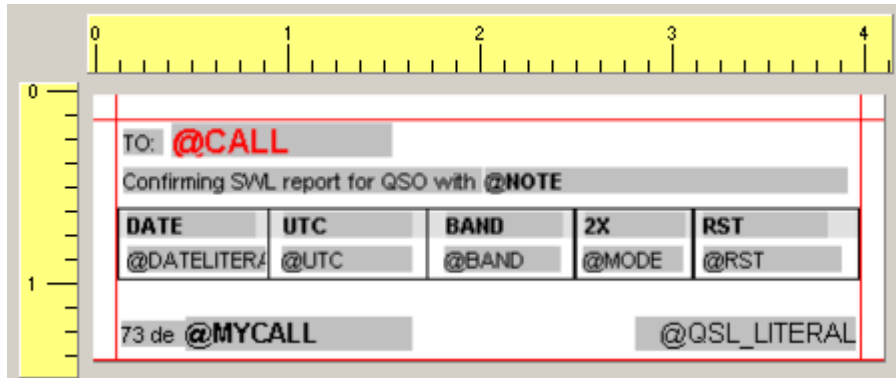 0 1 2 3 4
0
TO: @CALL
Confirming SWL report for QSO with @NOTE
DATE UTC BAND 2X RST
@DATELITERA @UTC @BAND @MODE @RST
1
73 de @MYCALL @QSL_LITERAL